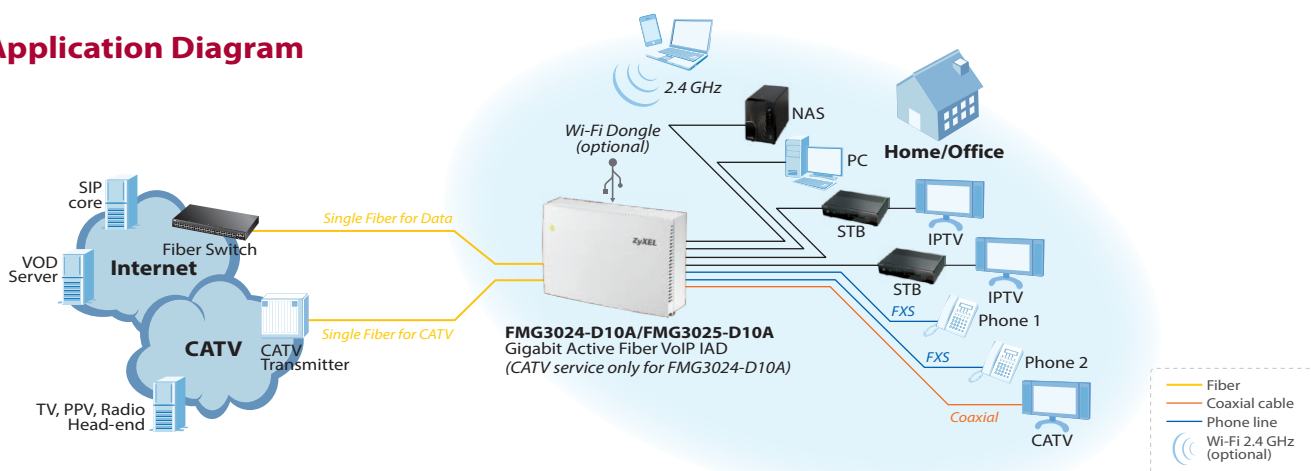 Application Diagram
2.4 GHz
NAS
Wi-Fi Dongle
(optional)
PC
Home/Office
SIP
core
Single Fiber for Data
ZyXEL
STB
IPTV
Fiber Switch
VOD
Server
Internet
STB
IPTV
FXS
Phone 1
Single Fiber for CATV
CATV
CATV
Transmitter
FMG3024-D10A/FMG3025-D10A
Gigabit Active Fiber VoIP IAD
(CATV service only for FMG3024-D10A)
FXS
Phone 2
TV, PPV, Radio
Head-end
Coaxial
CATV
Fiber
Coaxial cable
Phone line
Wi-Fi 2.4 GHz
(optional)